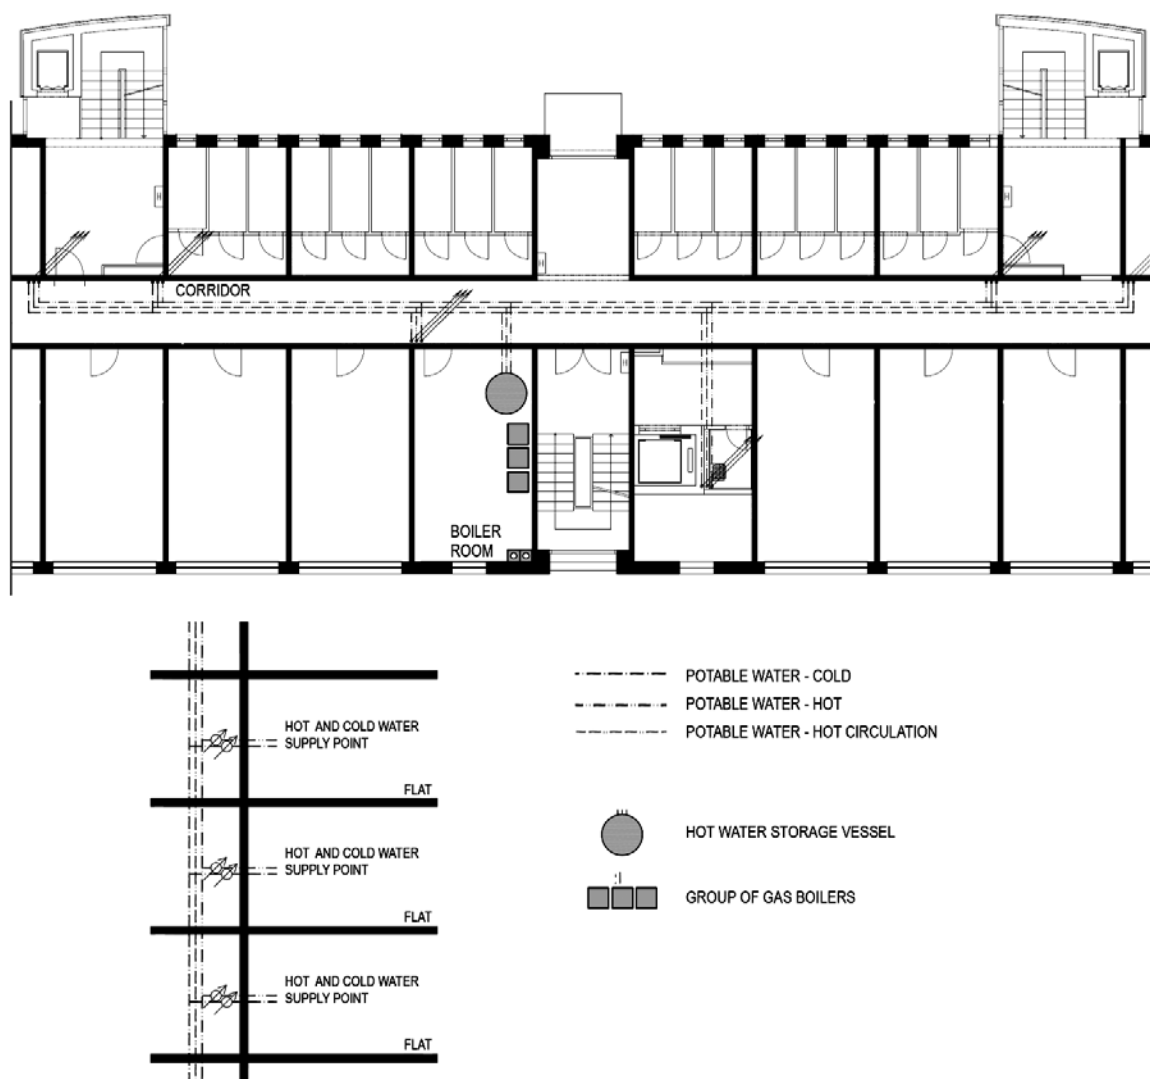 CORRIDOR
BOILER
ROOM
HOT AND COLD WATER
SUPPLY POINT
FLAT
HOT AND COLD WATER
SUPPLY POINT
FLAT
HOT AND COLD WATER
SUPPLY POINT
FLAT
POTABLE WATER - COLD
POTABLE WATER - HOT
POTABLE WATER - HOT CIRCULATION
HOT WATER STORAGE VESSEL
GROUP OF GAS BOILERS